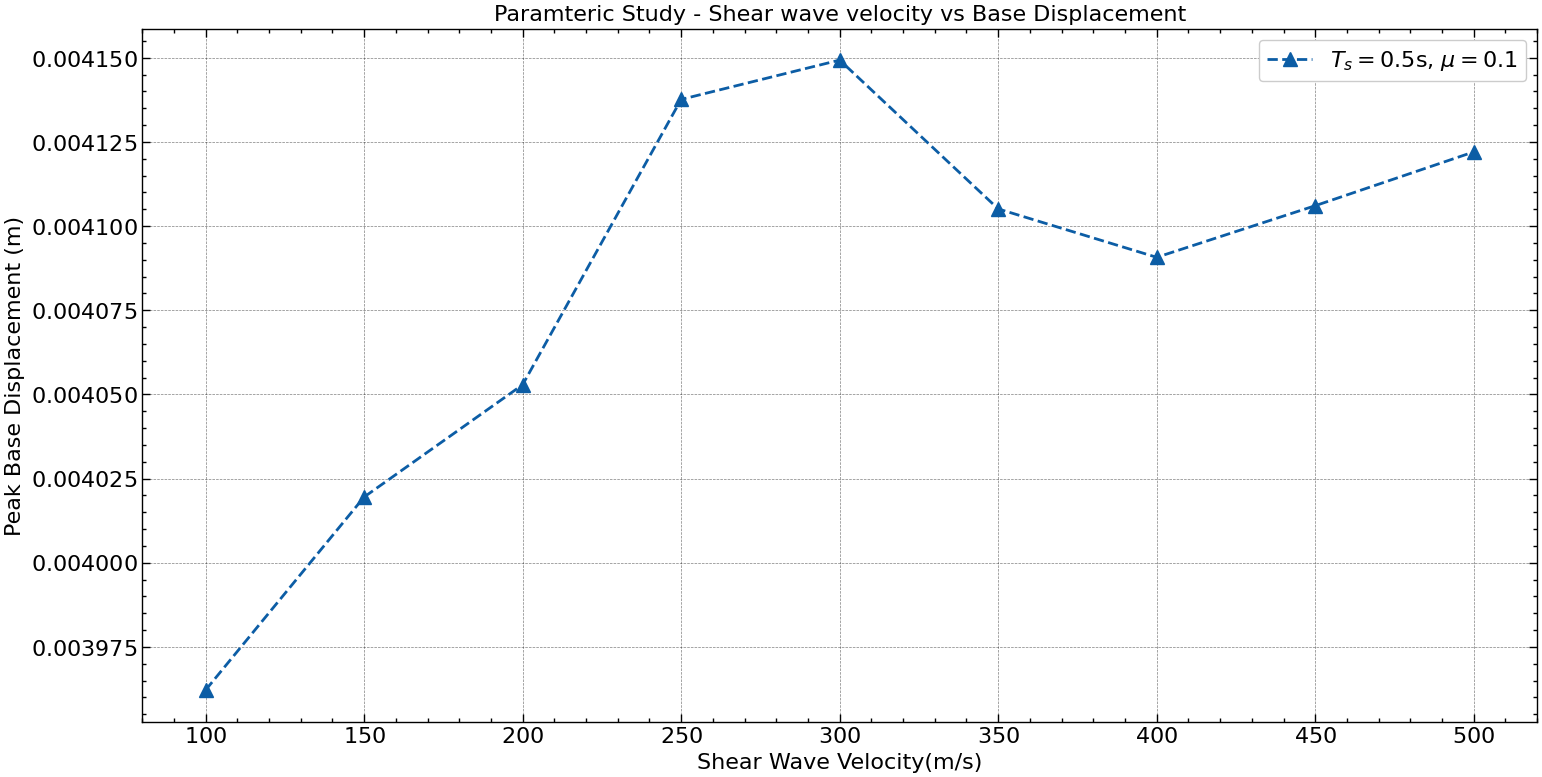 Paramteric Study - Shear wave velocity vs Base Displacement
T_s = 0.5s, μ = 0.1
Peak Base Displacement (m)
0.004150
0.004125
0.004100
0.004075
0.004050
0.004025
0.004000
0.003975
100 150 200 250 300 350 400 450 500
Shear Wave Velocity(m/s)